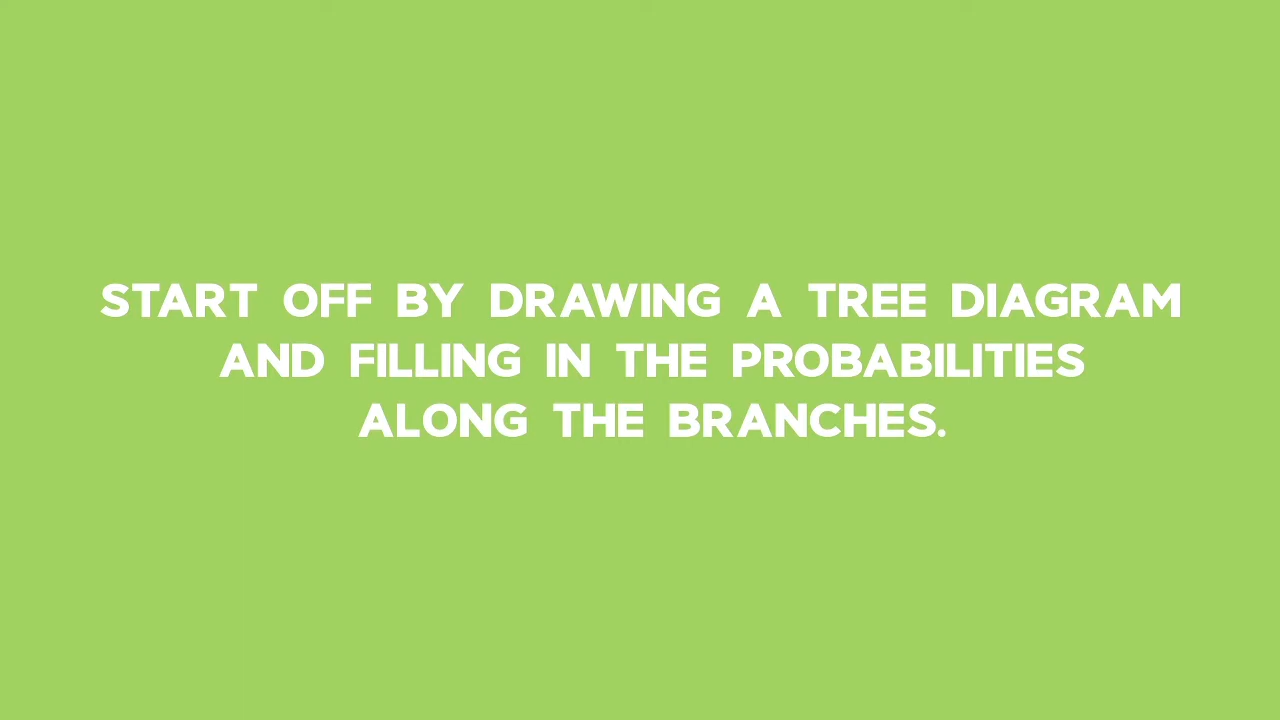 START OFF BY DRAWING A TREE DIAGRAM
AND FILLING IN THE PROBABILITIES
ALONG THE BRANCHES.